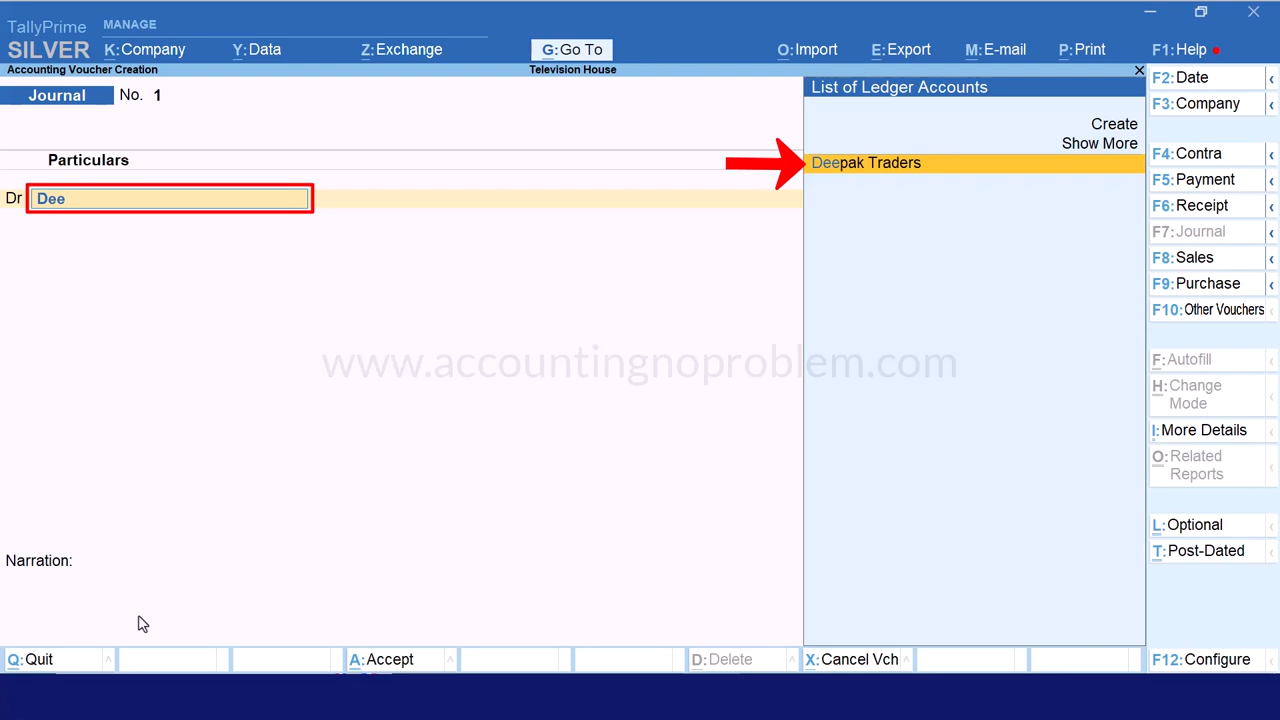 TallyPrime MANAGE
SILVER K:Company Y:Data Z:Exchange G:Go To O:Import E:Export M:E-mail P:Print F1:Help
Accounting Voucher Creation Television House
Journal No. 1
Particulars
Dr Dee
Narration:
List of Ledger Accounts
Create
Show More
Deepak Traders
www.accountingnoproblem.com
F2:Date
F3:Company
F4:Contra
F5:Payment
F6:Receipt
F7:Journal
F8:Sales
F9:Purchase
F10:Other Vouchers
F:Autofill
H:Change
Mode
I:More Details
O:Related
Reports
L:Optional
T:Post-Dated
Q:Quit A:Accept D:Delete X:Cancel Vch F12:Configure